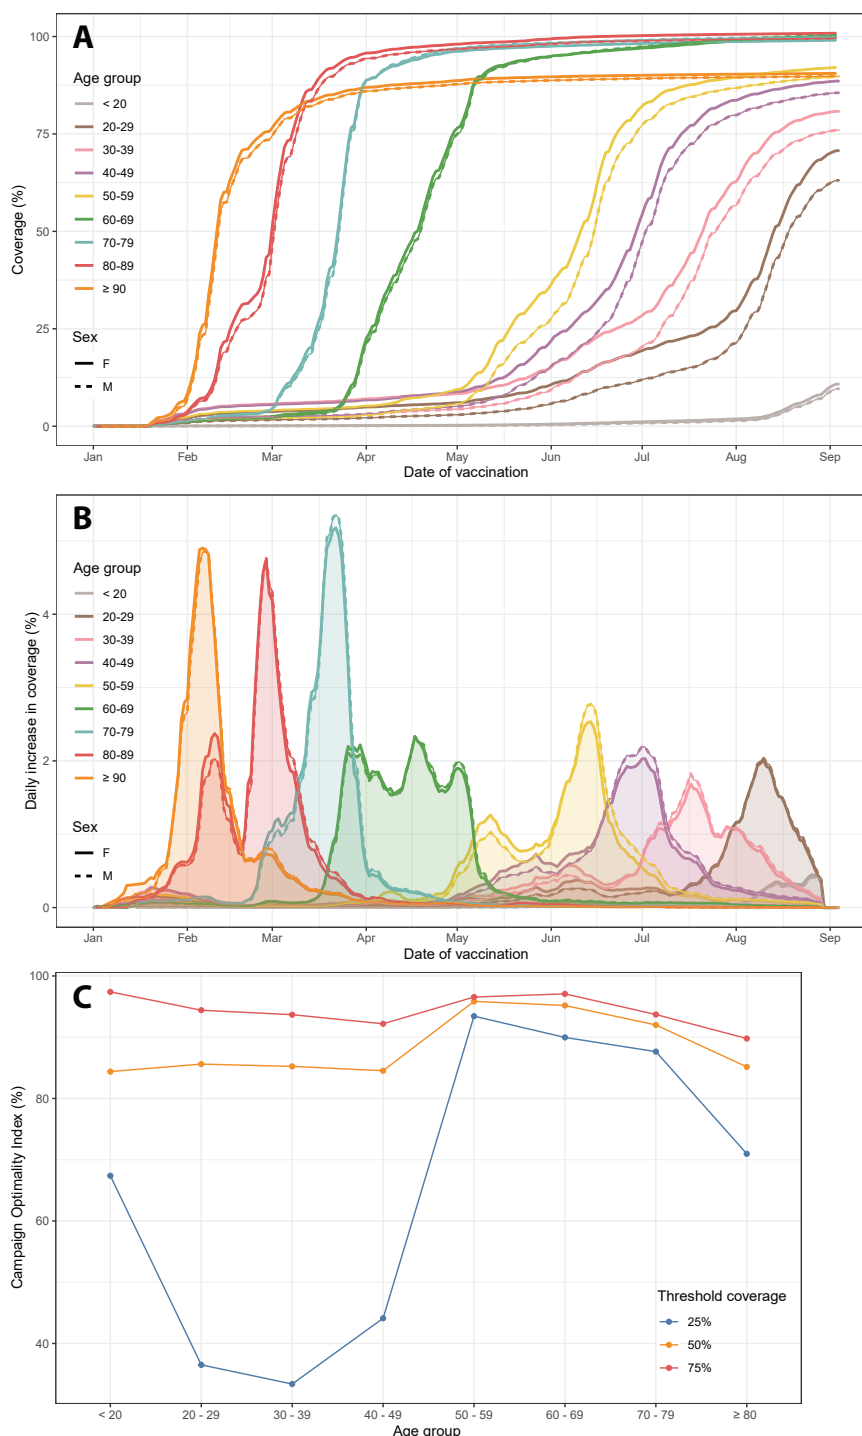 A
100
75
50
25
0
Coverage (%)
Age group
< 20
20-29
30-39
40-49
50-59
60-69
70-79
80-89
≥ 90
Sex
F
M
Jan Feb Mar Apr May Jun Jul Aug Sep
Date of vaccination
B
4
2
0
Daily increase in coverage (%)
Age group
< 20
20-29
30-39
40-49
50-59
60-69
70-79
80-89
≥ 90
Sex
F
M
Jan Feb Mar Apr May Jun Jul Aug Sep
Date of vaccination
C
100
80
60
40
Campaign Optimality Index (%)
Threshold coverage
25%
50%
75%
< 20 20 - 29 30 - 39 40 - 49 50 - 59 60 - 69 70 - 79 ≥ 80
Age group